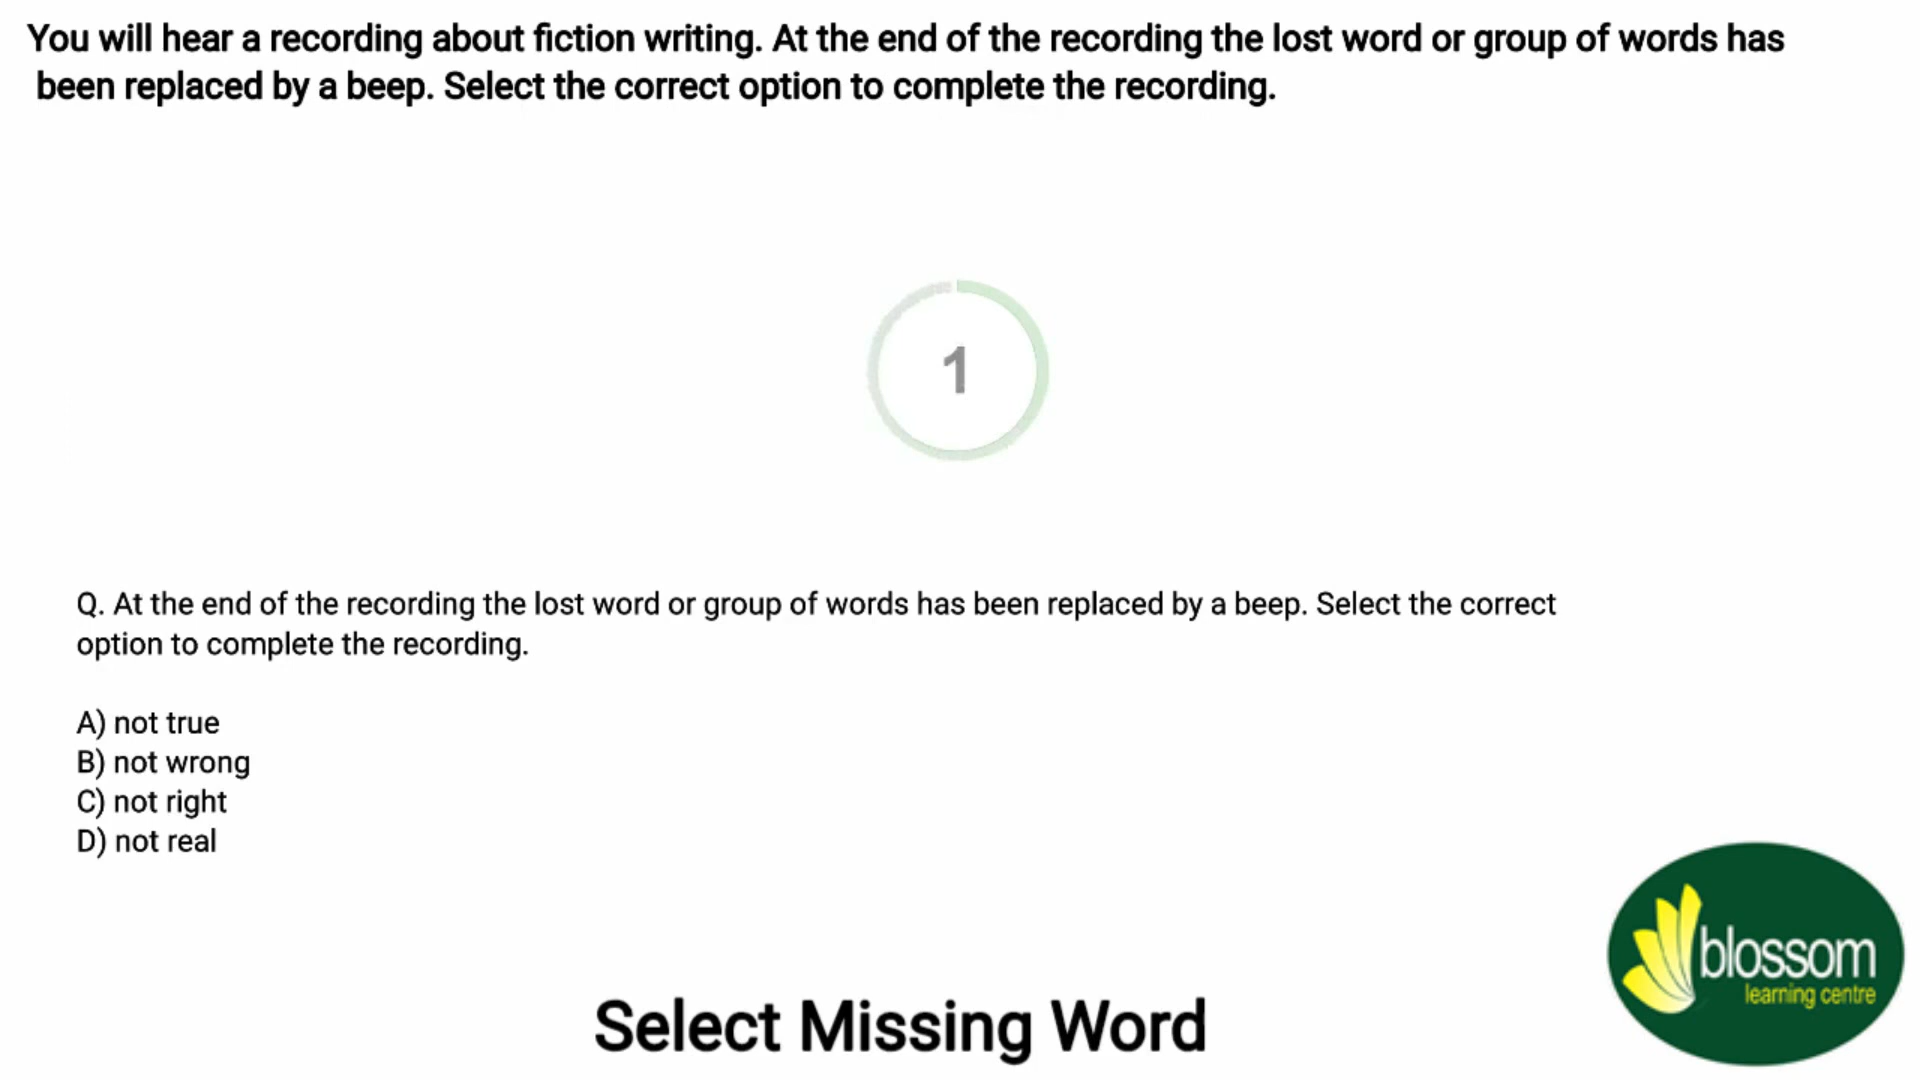 You will hear a recording about fiction writing. At the end of the recording the lost word or group of words has
been replaced by a beep. Select the correct option to complete the recording.
1
Q. At the end of the recording the lost word or group of words has been replaced by a beep. Select the correct
option to complete the recording.
A) not true
B) not wrong
C) not right
D) not real
blossom
learning centre
Select Missing Word